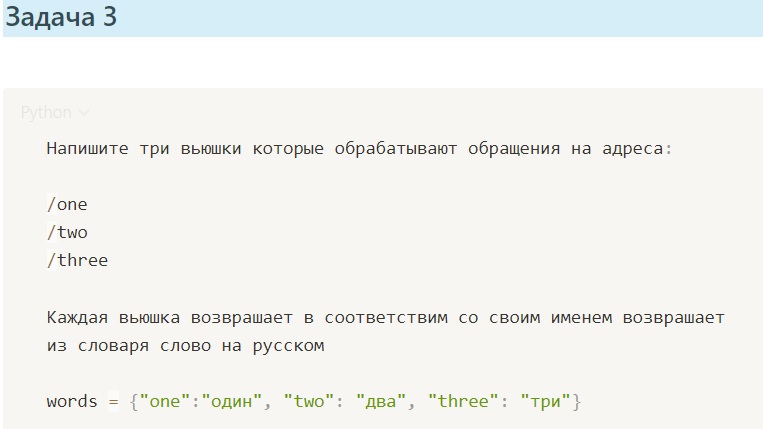 Задача 3
Python
Напишите три вьюшки которые обрабатывают обращения на адреса:
/one
/two
/three
Каждая вьюшка возврашает в соответствим со своим именем возврашает
из словаря слово на русском
words = {"one":"один", "two": "два", "three": "три"}